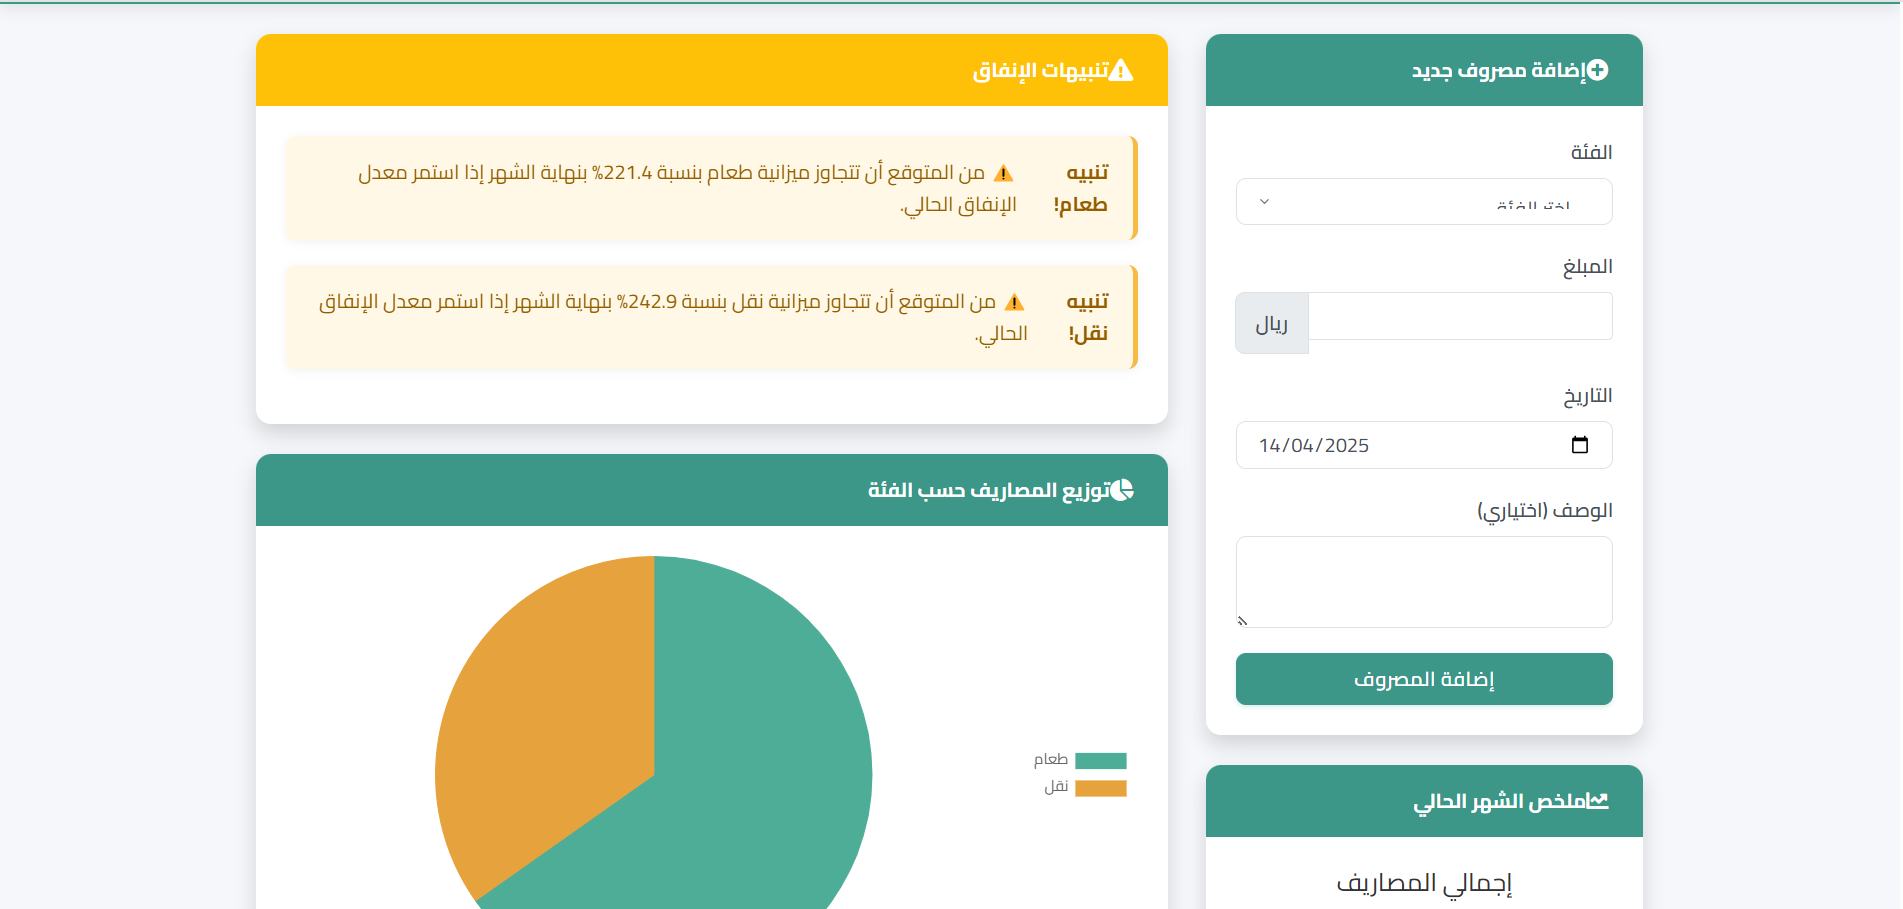 إضافة مصروف جديد
الفئة
اختر الفئة
المبلغ
ريال
التاريخ
14/04/2025
الوصف (اختياري)
إضافة المصروف
ملخص الشهر الحالي
إجمالي المصاريف
تنبيهات الإنفاق
تنبيه طعام!
⚠️ من المتوقع أن تتجاوز ميزانية طعام بنسبة 221.4% بنهاية الشهر إذا استمر معدل
الإنفاق الحالي.
تنبيه نقل!
⚠️ من المتوقع أن تتجاوز ميزانية نقل بنسبة 242.9% بنهاية الشهر إذا استمر معدل الإنفاق
الحالي.
توزيع المصاريف حسب الفئة
طعام
نقل